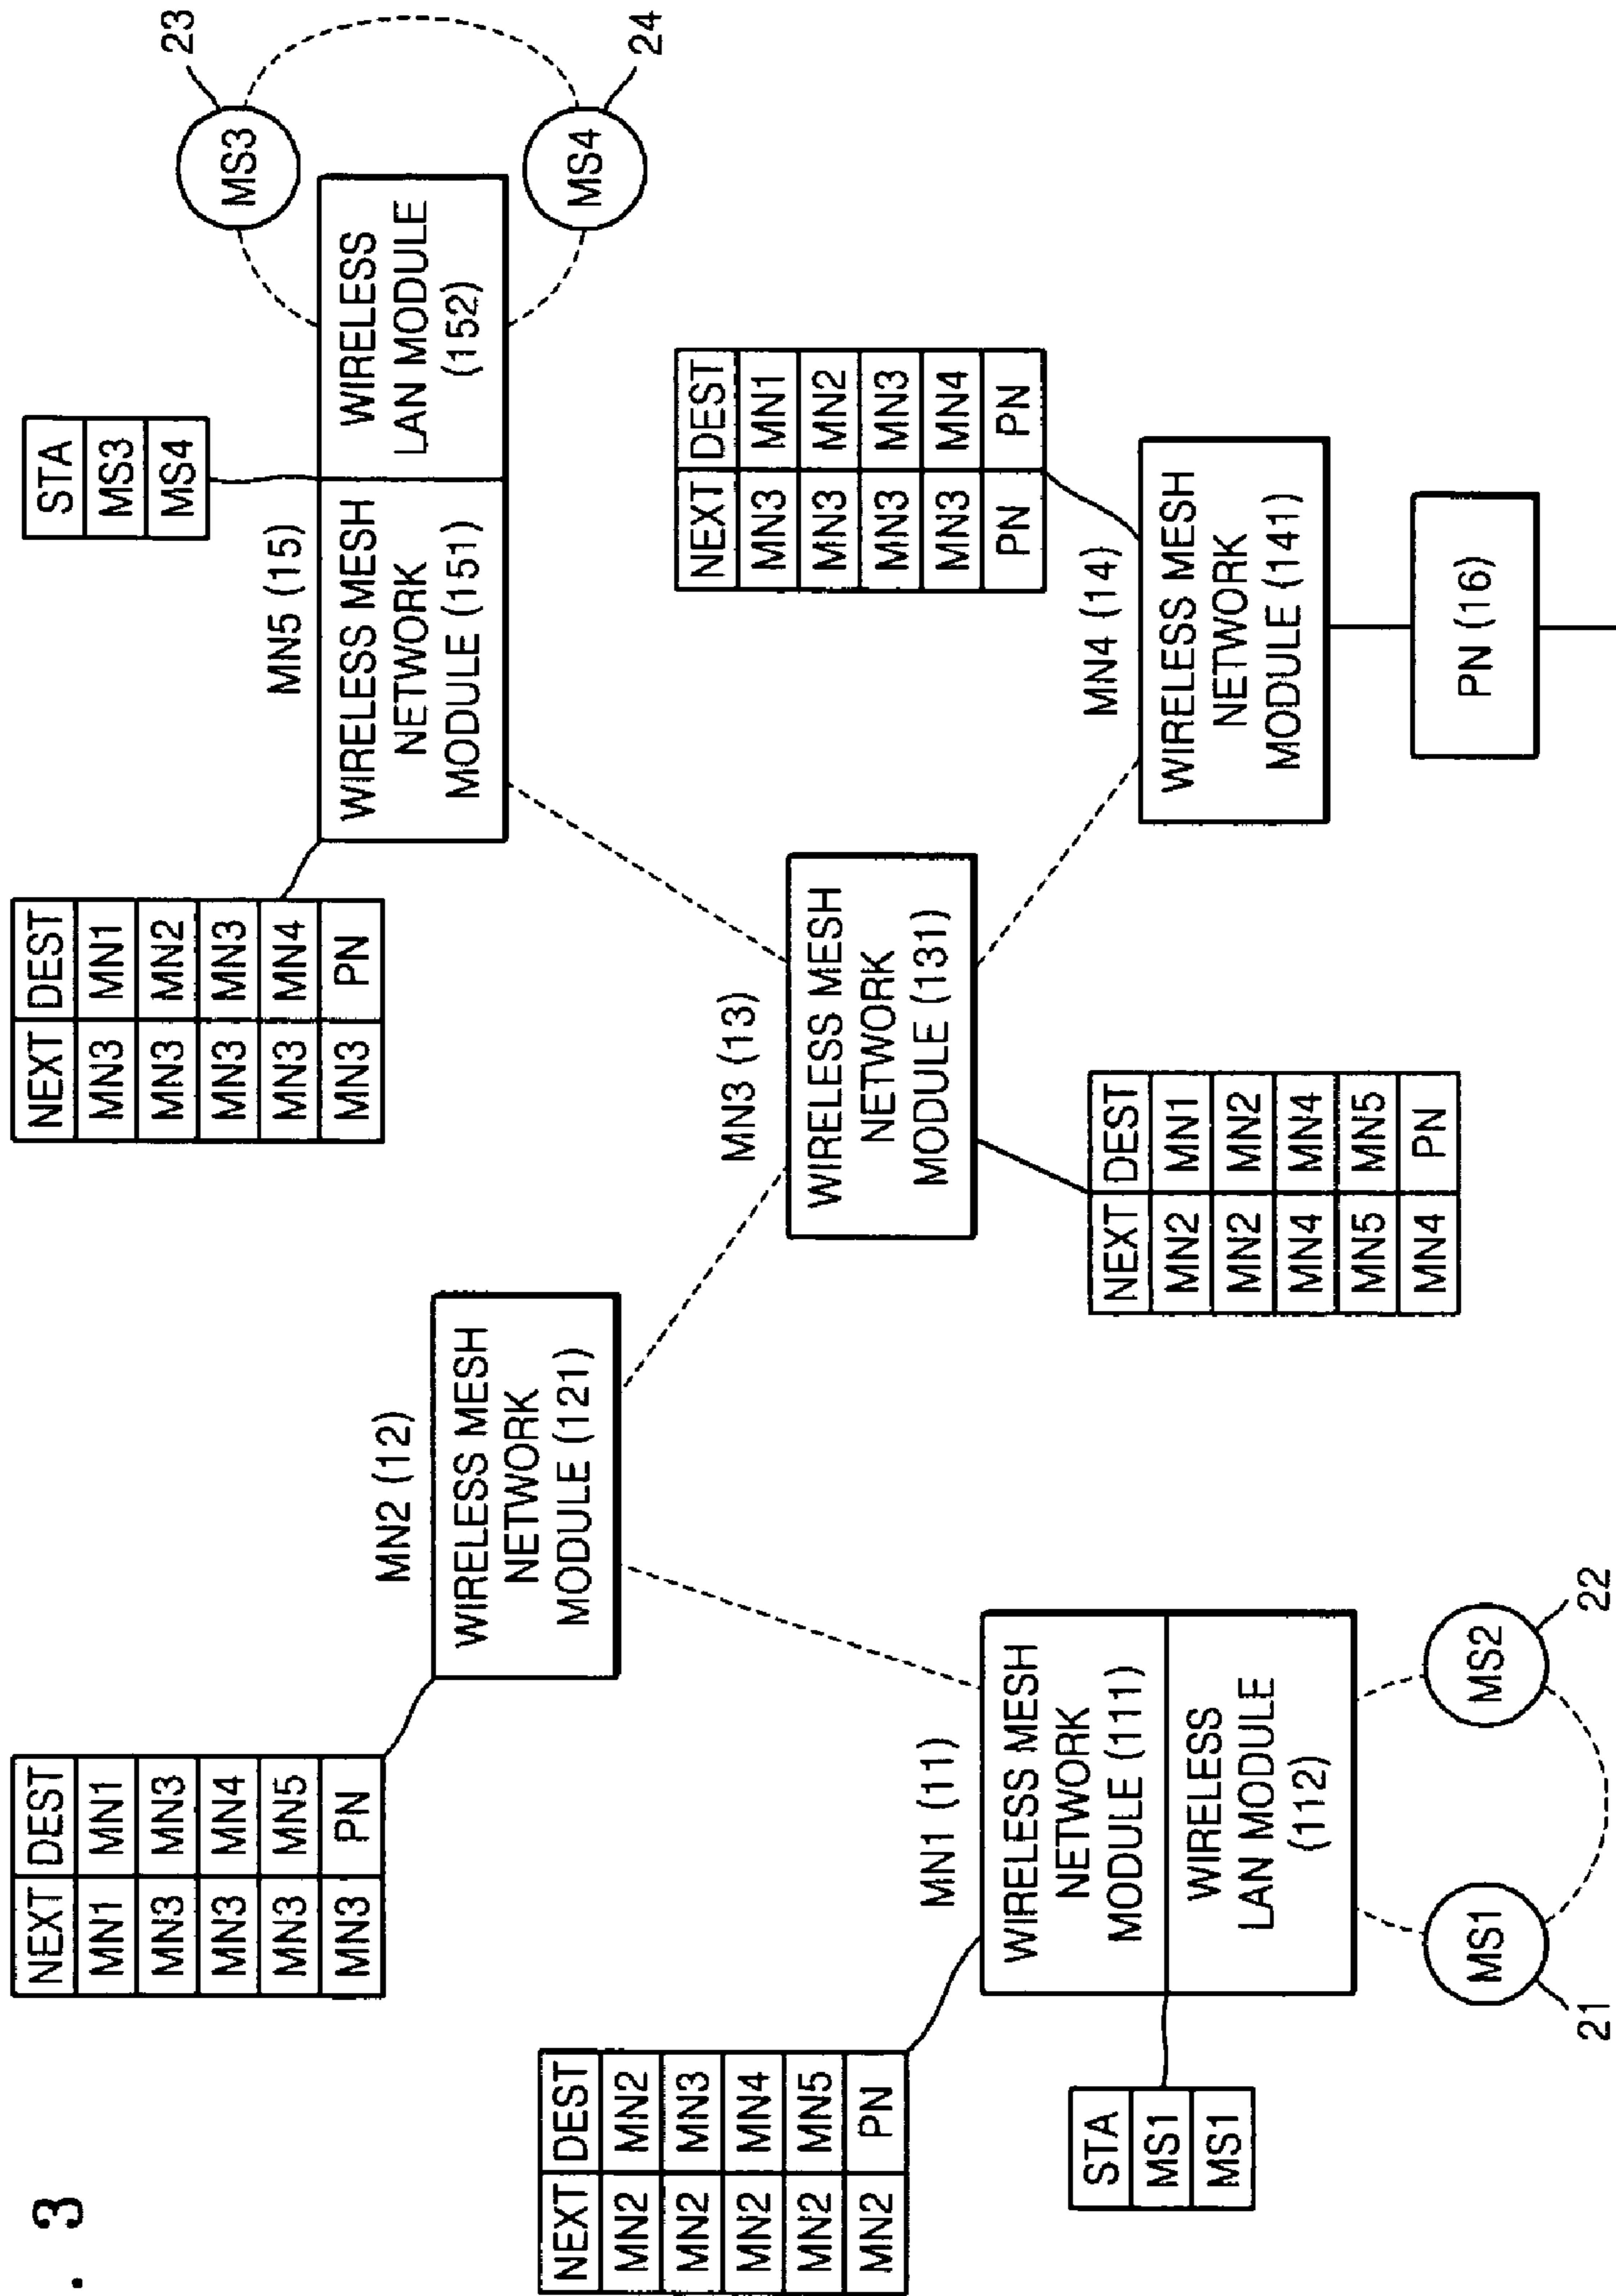 . 3
NEXT DEST
MN1 MN1
MN3 MN3
MN3 MN4
MN3 MN5
MN3 PN
NEXT DEST
MN3 MN1
MN3 MN2
MN3 MN3
MN3 MN4
MN3 PN
STA
MS3
MS4
MN5 (15)
WIRELESS MESH
NETWORK
MODULE (151)
WIRELESS
LAN MODULE
(152)
MS3
23
MS4
24
MN2 (12)
WIRELESS MESH
NETWORK
MODULE (121)
NEXT DEST
MN2 MN2
MN2 MN3
MN2 MN4
MN2 MN5
MN2 PN
MN3 (13)
WIRELESS MESH
NETWORK
MODULE (131)
NEXT DEST
MN3 MN1
MN3 MN2
MN3 MN3
MN3 MN4
PN PN
MN1 (11)
WIRELESS MESH
NETWORK
MODULE (111)
WIRELESS
LAN MODULE
(112)
STA
MS1
MS1
NEXT DEST
MN2 MN1
MN2 MN2
MN4 MN4
MN5 MN5
MN4 PN
MN4 (14)
WIRELESS MESH
NETWORK
MODULE (141)
PN (16)
MS1
21
MS2
22